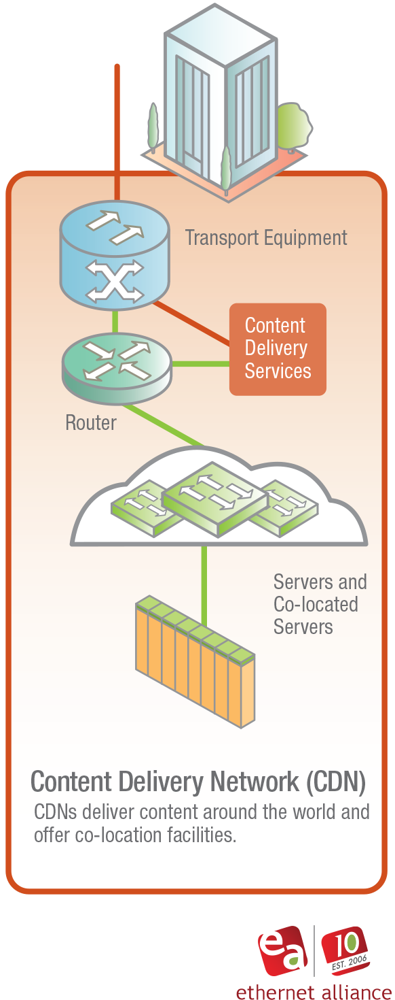 Transport Equipment
Content
Delivery
Services
Router
Servers and
Co-located
Servers
Content Delivery Network (CDN)
CDNs deliver content around the world and
offer co-location facilities.
ea
10
EST. 2006
ethernet alliance